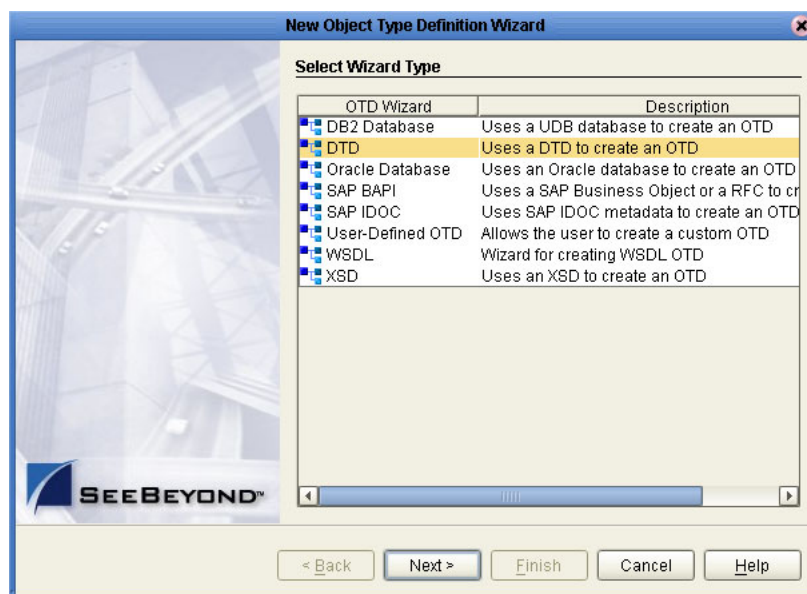 New Object Type Definition Wizard
Select Wizard Type
OTD Wizard Description
DB2 Database Uses a UDB database to create an OTD
DTD Uses a DTD to create an OTD
Oracle Database Uses an Oracle database to create an OTD
SAP BAPI Uses a SAP Business Object or a RFC to cr
SAP IDOC Uses SAP IDOC metadata to create an OTD
User-Defined OTD Allows the user to create a custom OTD
WSDL Wizard for creating WSDL OTD
XSD Uses an XSD to create an OTD
SEEBEYOND™
< Back Next > Finish Cancel Help